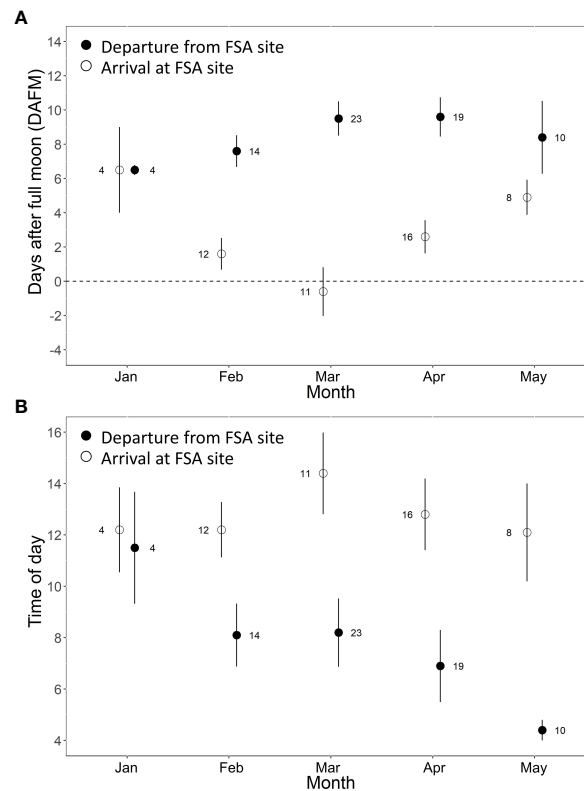 A
Departure from FSA site
Arrival at FSA site
Days after full moon (DAFM)
14
12
10
8
6
4
2
0
-2
-4
4
4
12
14
11
23
16
19
8
10
Jan
Feb
Mar
Apr
May
Month
B
Departure from FSA site
Arrival at FSA site
Time of day
16
14
12
10
8
6
4
4
4
12
14
11
23
16
19
8
10
Jan
Feb
Mar
Apr
May
Month